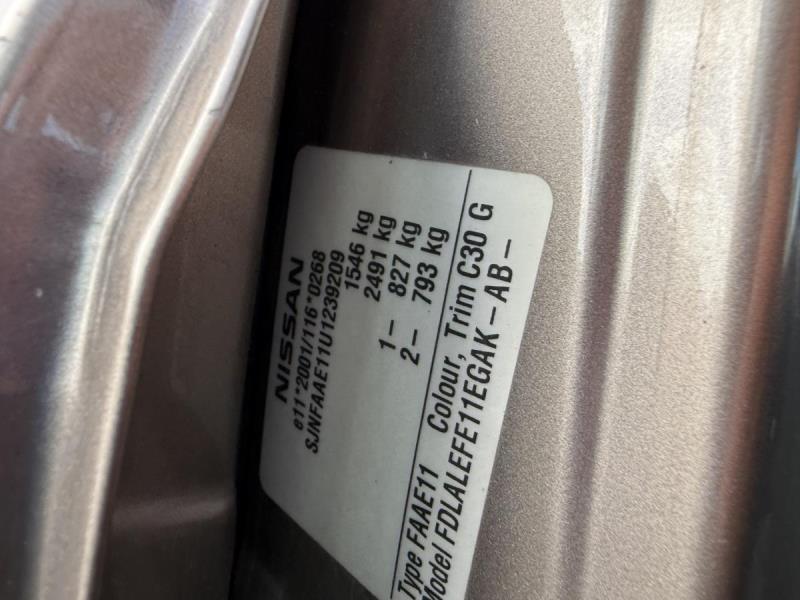 NISSAN
e11*2001/116*0268
SJNFAAE11U1239209
1546 kg
2491 kg
1– 827 kg
2– 793 kg
Type FAAE11 Colour, Trim C30 G
Model FDLALEFE11EGAK – AB –